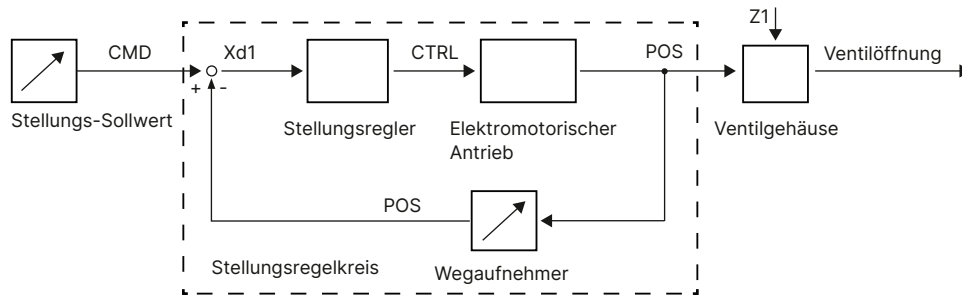 Z1
CMD
Xd1
CTRL
POS
Ventilöffnung
+
-
Stellungs-Sollwert
Stellungsregler
Elektromotorischer
Antrieb
Ventilgehäuse
POS
Stellungsregelkreis
Wegaufnehmer